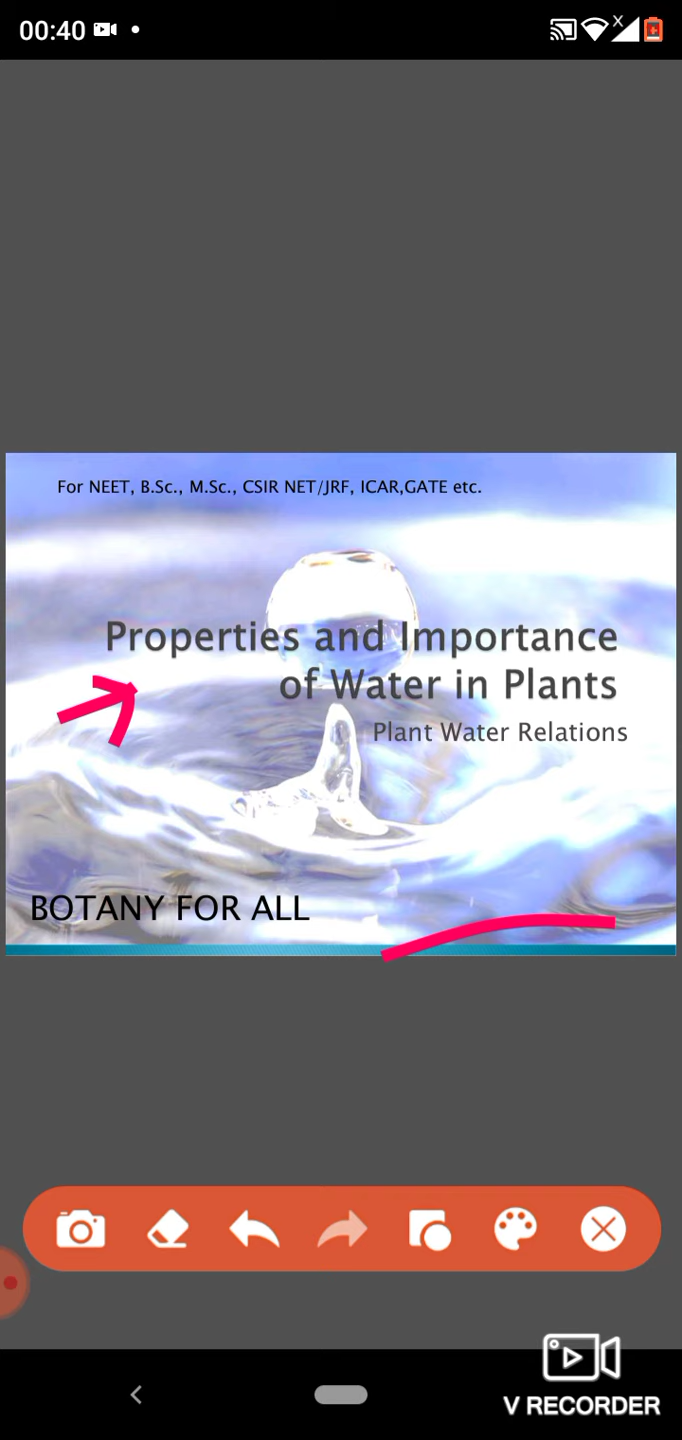 00:40
For NEET, B.Sc., M.Sc., CSIR NET/JRF, ICAR,GATE etc.
Properties and Importance
of Water in Plants
Plant Water Relations
BOTANY FOR ALL
V RECORDER